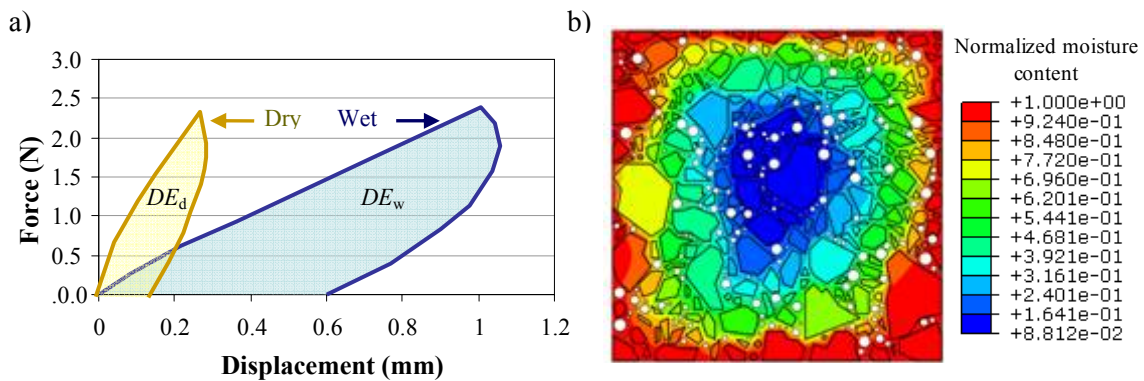 a)
3.0
2.5
2.0
1.5
1.0
0.5
.0.0
Force (N)
0
0.2
0.4
0.6
0.8
1
1.2
Displacement (mm)
Dry
Wet
DEd
DEw
b)
Normalized moisture
content
+1.000e+00
+9.240e-01
+8.480e-01
+7.720e-01
+6.960e-01
+6.201e-01
+5.441e-01
+4.681e-01
+3.921e-01
+3.161e-01
+2.401e-01
+1.641e-01
+8.812e-02